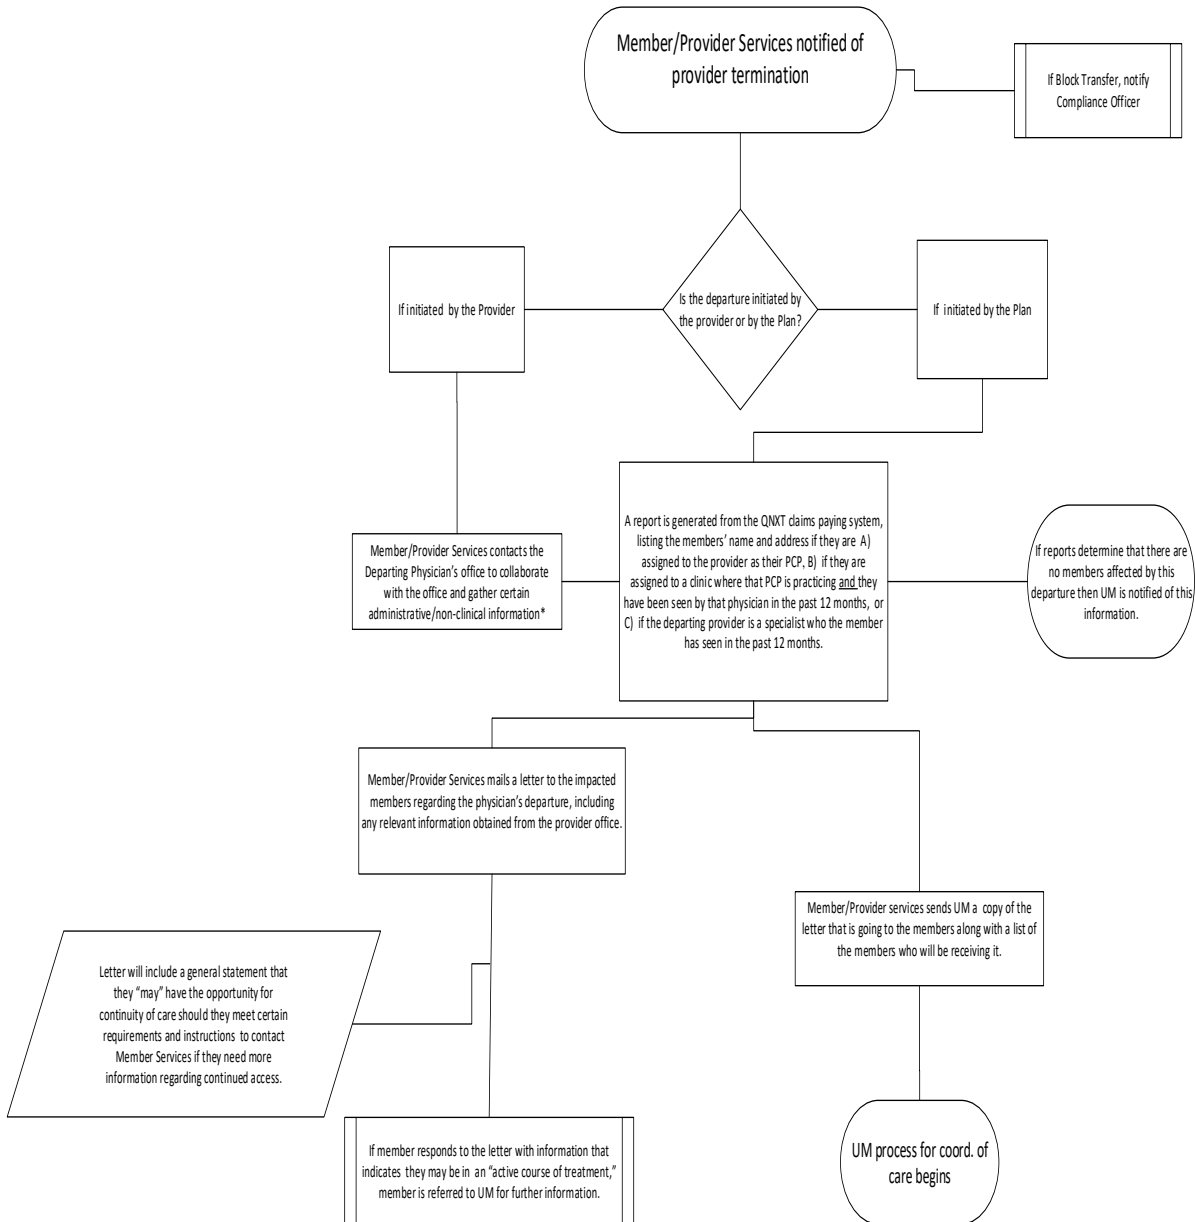 Member/Provider Services notified of
provider termination
If Block Transfer, notify
Compliance Officer
If initiated  by the Provider
Is the departure initiated by
the provider or by the Plan?
If  initiated by the Plan
A report is generated from the QNXT claims paying system,
listing the members’ name and address if they are  A)
assigned to the provider as their PCP, B)  if they are
assigned to a clinic where that PCP is practicing and they
have been seen by that physician in the past 12 months,  or
C)  if the departing provider is a specialist who the member
has seen in the past 12 months.
Member/Provider Services contacts the
Departing Physician’s office to collaborate
with the office and gather certain
administrative/non-clinical information*
If reports determine that there are
no members affected by this
departure then UM is notified of this
information.
Member/Provider Services mails a letter to the impacted
members regarding the physician’s departure, including
any relevant information obtained from the provider office.
Member/Provider services sends UM a  copy of the
letter that is going to the members along with a list of
the members who will be receiving it.
Letter will include a general statement that
they “may” have the opportunity for
continuity of care should they meet certain
requirements and instructions  to contact
Member Services if they need more
information regarding continued access.
If member responds to the letter with information that
indicates  they may be in  an “active course of treatment,”
member is referred to UM for further information.
UM process for coord. of
care begins